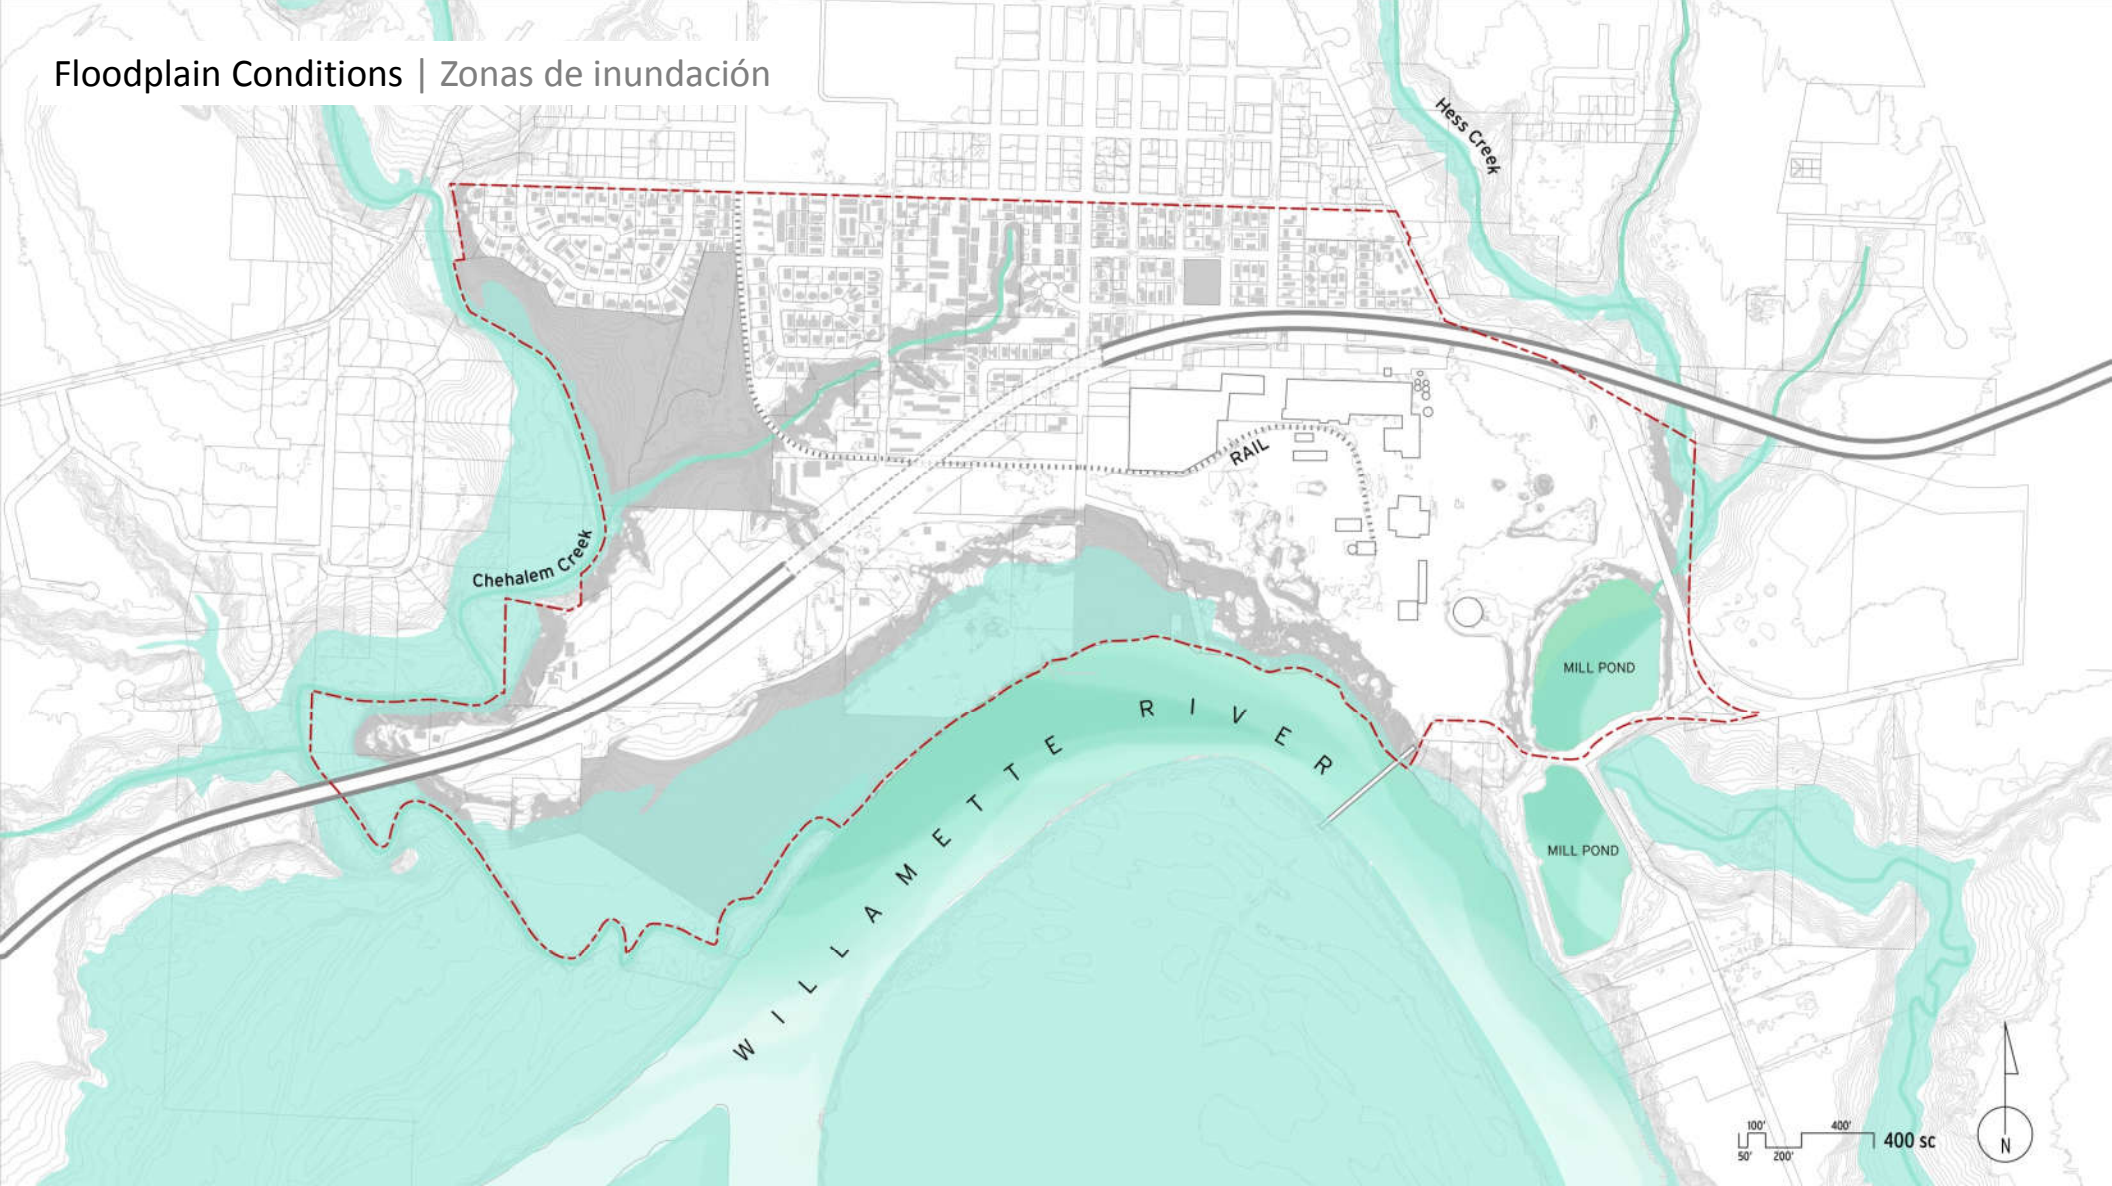 Floodplain Conditions | Zonas de inundación
Hess Creek
RAIL
Chehalem Creek
MILL POND
WILLAMETTE RIVER
MILL POND
100' 400'
50' 200'
400 sc
N